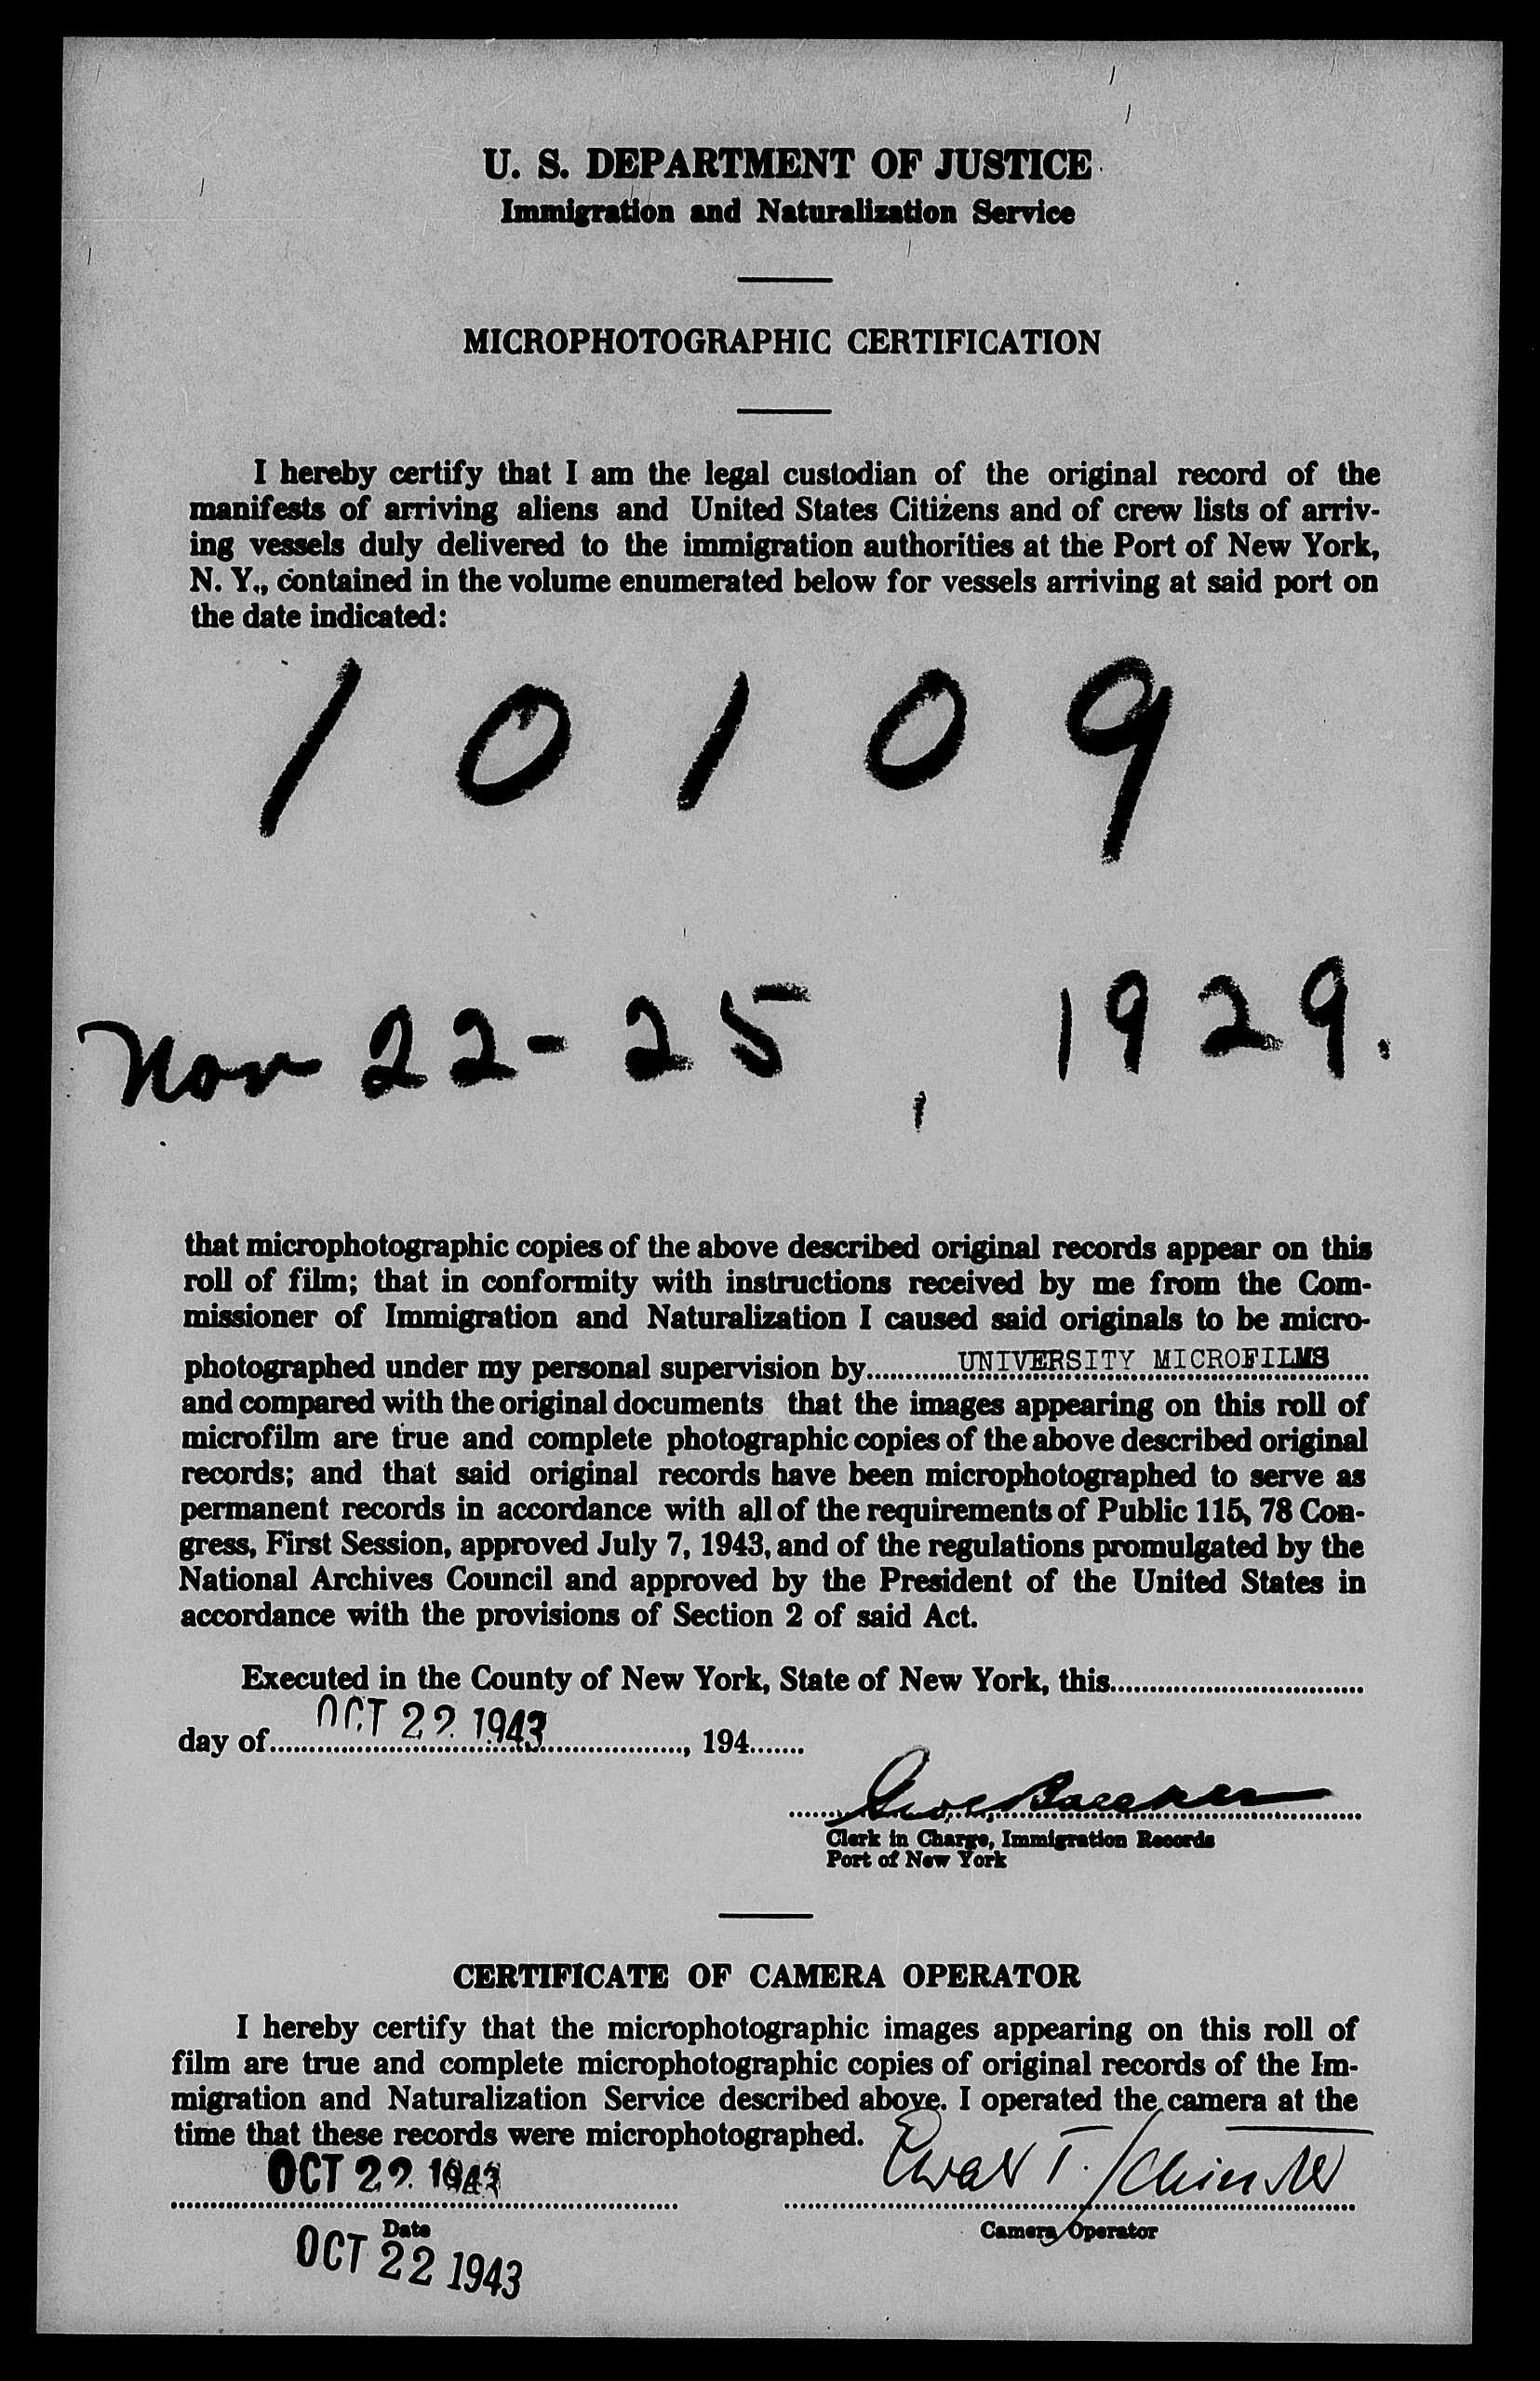 U. S. DEPARTMENT OF JUSTICE
Immigration and Naturalization Service
MICROPHOTOGRAPHIC CERTIFICATION
I hereby certify that I am the legal custodian of the original record of the
manifests of arriving aliens and United States Citizens and of crew lists of arriv-
ing vessels duly delivered to the immigration authorities at the Port of New York,
N. Y., contained in the volume enumerated below for vessels arriving at said port on
the date indicated:
10109
Nov 22-25, 1929.
that microphotographic copies of the above described original records appear on this
roll of film; that in conformity with instructions received by me from the Com-
missioner of Immigration and Naturalization I caused said originals to be micro-
photographed under my personal supervision by UNIVERSITY MICROFILMS
and compared with the original documents that the images appearing on this roll of
microfilm are true and complete photographic copies of the above described original
records; and that said original records have been microphotographed to serve as
permanent records in accordance with all of the requirements of Public 115, 78 Con-
gress, First Session, approved July 7, 1943, and of the regulations promulgated by the
National Archives Council and approved by the President of the United States in
accordance with the provisions of Section 2 of said Act.
Executed in the County of New York, State of New York, this
day of OCT 22 1943, 194
Clerk in Charge, Immigration Records
Port of New York
CERTIFICATE OF CAMERA OPERATOR
I hereby certify that the microphotographic images appearing on this roll of
film are true and complete microphotographic copies of original records of the Im-
migration and Naturalization Service described above. I operated the camera at the
time that these records were microphotographed.
OCT 22 1943
Date
Camera Operator
OCT 22 1943